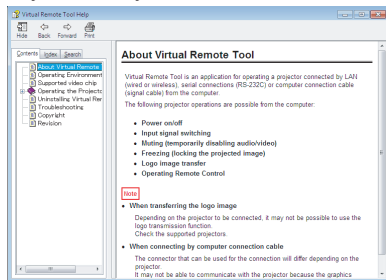 Virtual Remote Tool Help
Hide Back Forward Print
Contents Index Search
About Virtual Remote
Operating Environment
Supported video chip
Operating the Projecto
Uninstalling Virtual Rer
Troubleshooting
Copyright
Revision
About Virtual Remote Tool
Virtual Remote Tool is an application for operating a projector connected by LAN
(wired or wireless), serial connections (RS-232C) or computer connection cable
(signal cable) from the computer.
The following projector operations are possible from the computer.
• Power on/off
• Input signal switching
• Muting (temporarily disabling audio/video)
• Freezing (locking the projected image)
• Logo image transfer
• Operating Remote Control
Note
• When transferring the logo image
Depending on the projector to be connected, it may not be possible to use the
logo transmission function.
Check the supported projectors.
• When connecting by computer connection cable
The connector that can be used for the connection will differ depending on the
projector.
It may not be able to communicate with the projector because the graphics